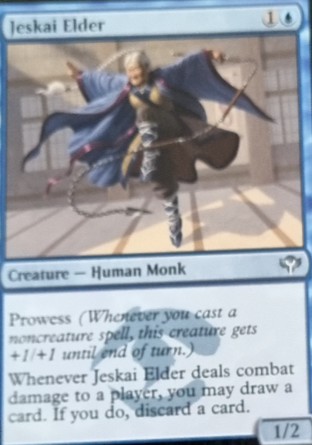 Jeskai Elder 1
Creature — Human Monk
Prowess (Whenever you cast a
noncreature spell, this creature gets
+1/+1 until end of turn.)
Whenever Jeskai Elder deals combat
damage to a player, you may draw a
card. If you do, discard a card.
1/2